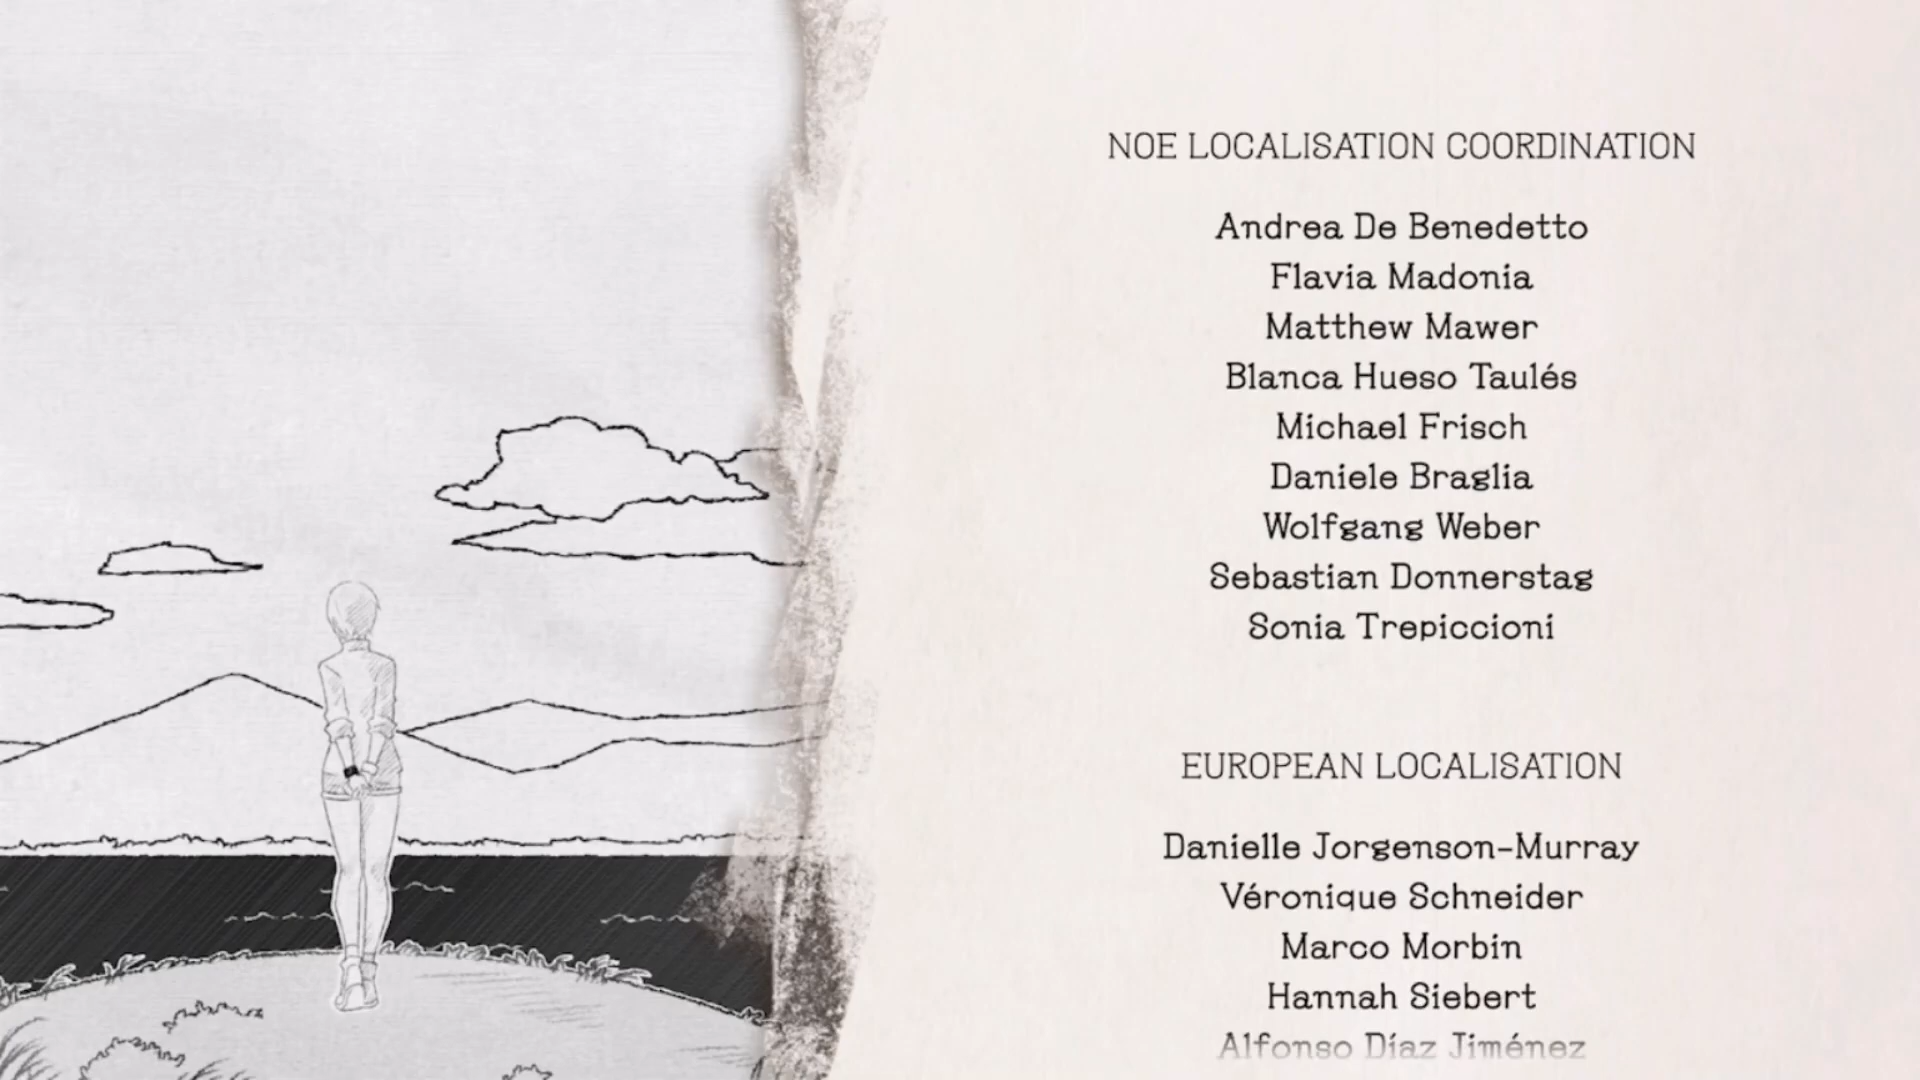 NOE LOCALISATION COORDINATION
Andrea De Benedetto
Flavia Madonia
Matthew Mawer
Blanca Hueso Taulés
Michael Frisch
Daniele Braglia
Wolfgang Weber
Sebastian Donnerstag
Sonia Trepiccioni
EUROPEAN LOCALISATION
Danielle Jorgenson-Murray
Véronique Schneider
Marco Morbin
Hannah Siebert
Alfonso Díaz Jiménez